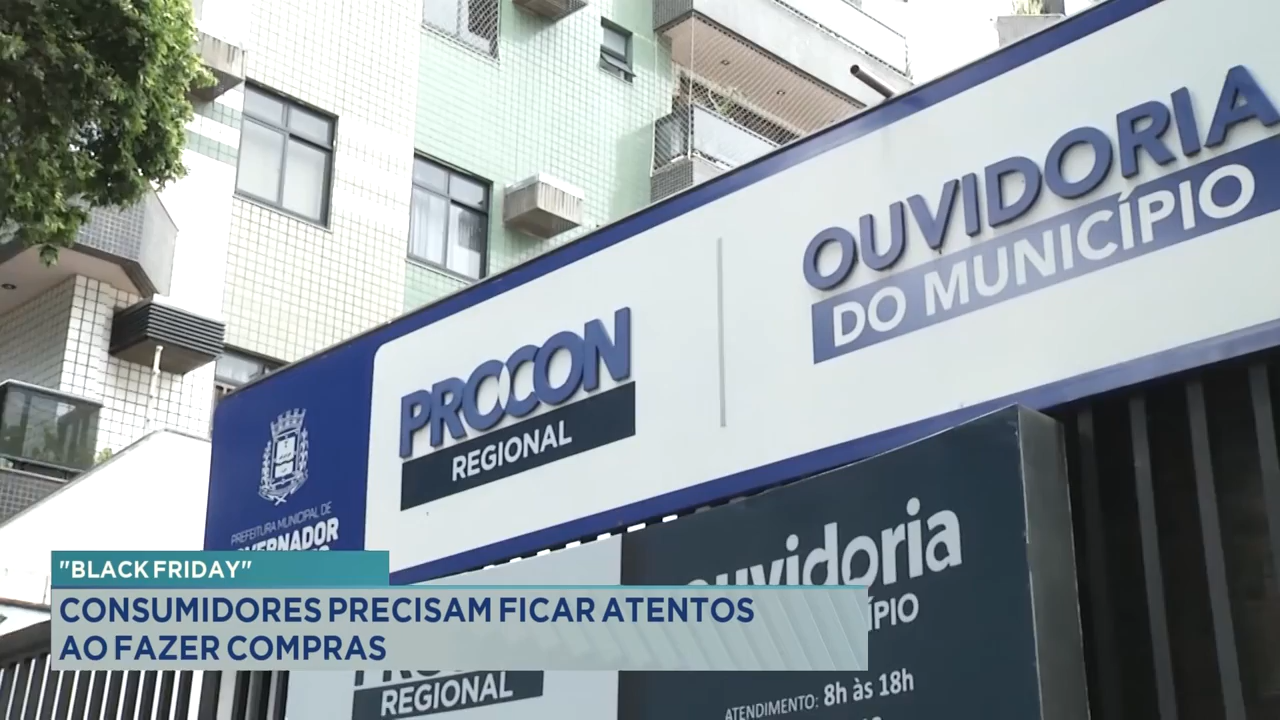 OUVIDORIA
DO MUNICÍPIO
PROCON
REGIONAL
PREFEITURA MUNICIPAL DE
GOVERNADOR
ouvidoria
"BLACK FRIDAY"
CONSUMIDORES PRECISAM FICAR ATENTOS
AO FAZER COMPRAS
REGIONAL
ATENDIMENTO: 8h às 18h